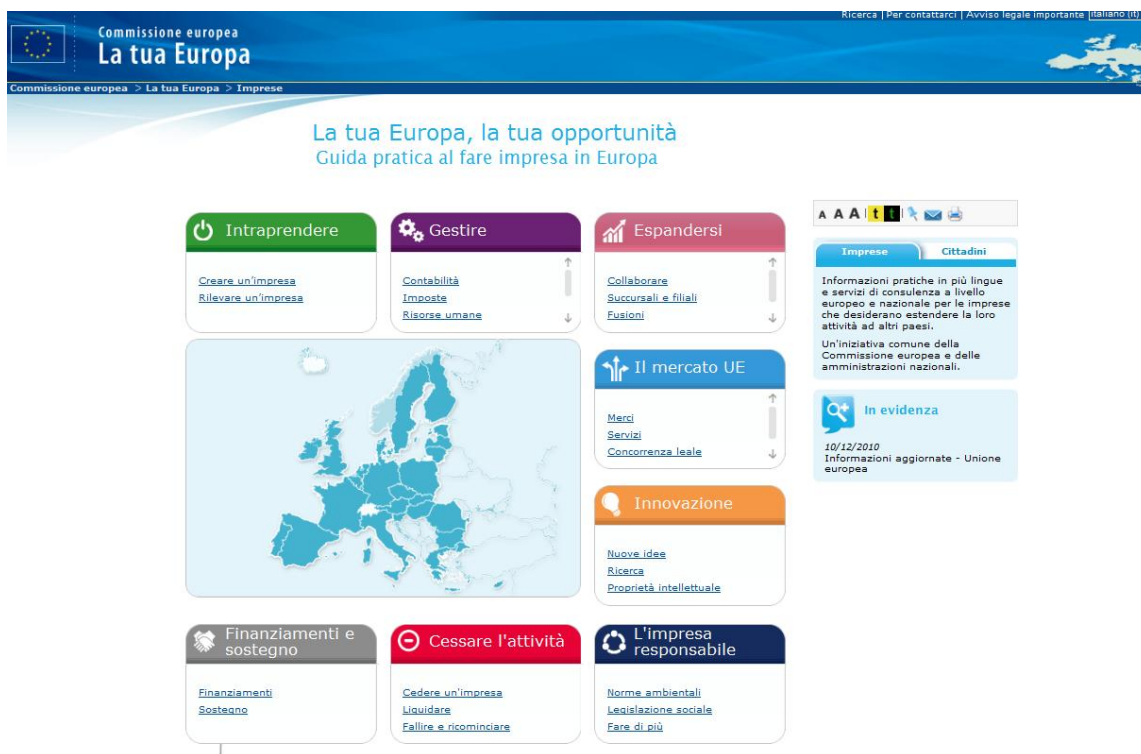 Ricerca | Per contattarci | Avviso legale importante italiano (it)
Commissione europea
La tua Europa
Commissione europea > La tua Europa > Imprese
La tua Europa, la tua opportunità
Guida pratica al fare impresa in Europa
Intraprendere
Creare un'impresa
Rilevare un'impresa
Gestire
Contabilità
Imposte
Risorse umane
Espandersi
Collaborare
Succursali e filiali
Fusioni
A A A | t t |
Imprese Cittadini
Informazioni pratiche in più lingue
e servizi di consulenza a livello
europeo e nazionale per le imprese
che desiderano estendere la loro
attività ad altri paesi.
Un'iniziativa comune della
Commissione europea e delle
amministrazioni nazionali.
Il mercato UE
Merci
Servizi
Concorrenza leale
In evidenza
10/12/2010
Informazioni aggiornate - Unione
europea
Innovazione
Nuove idee
Ricerca
Proprietà intellettuale
Finanziamenti e
sostegno
Finanziamenti
Sostegno
Cessare l'attività
Cedere un'impresa
Liquidare
Fallire e ricominciare
L'impresa
responsabile
Norme ambientali
Legislazione sociale
Fare di più